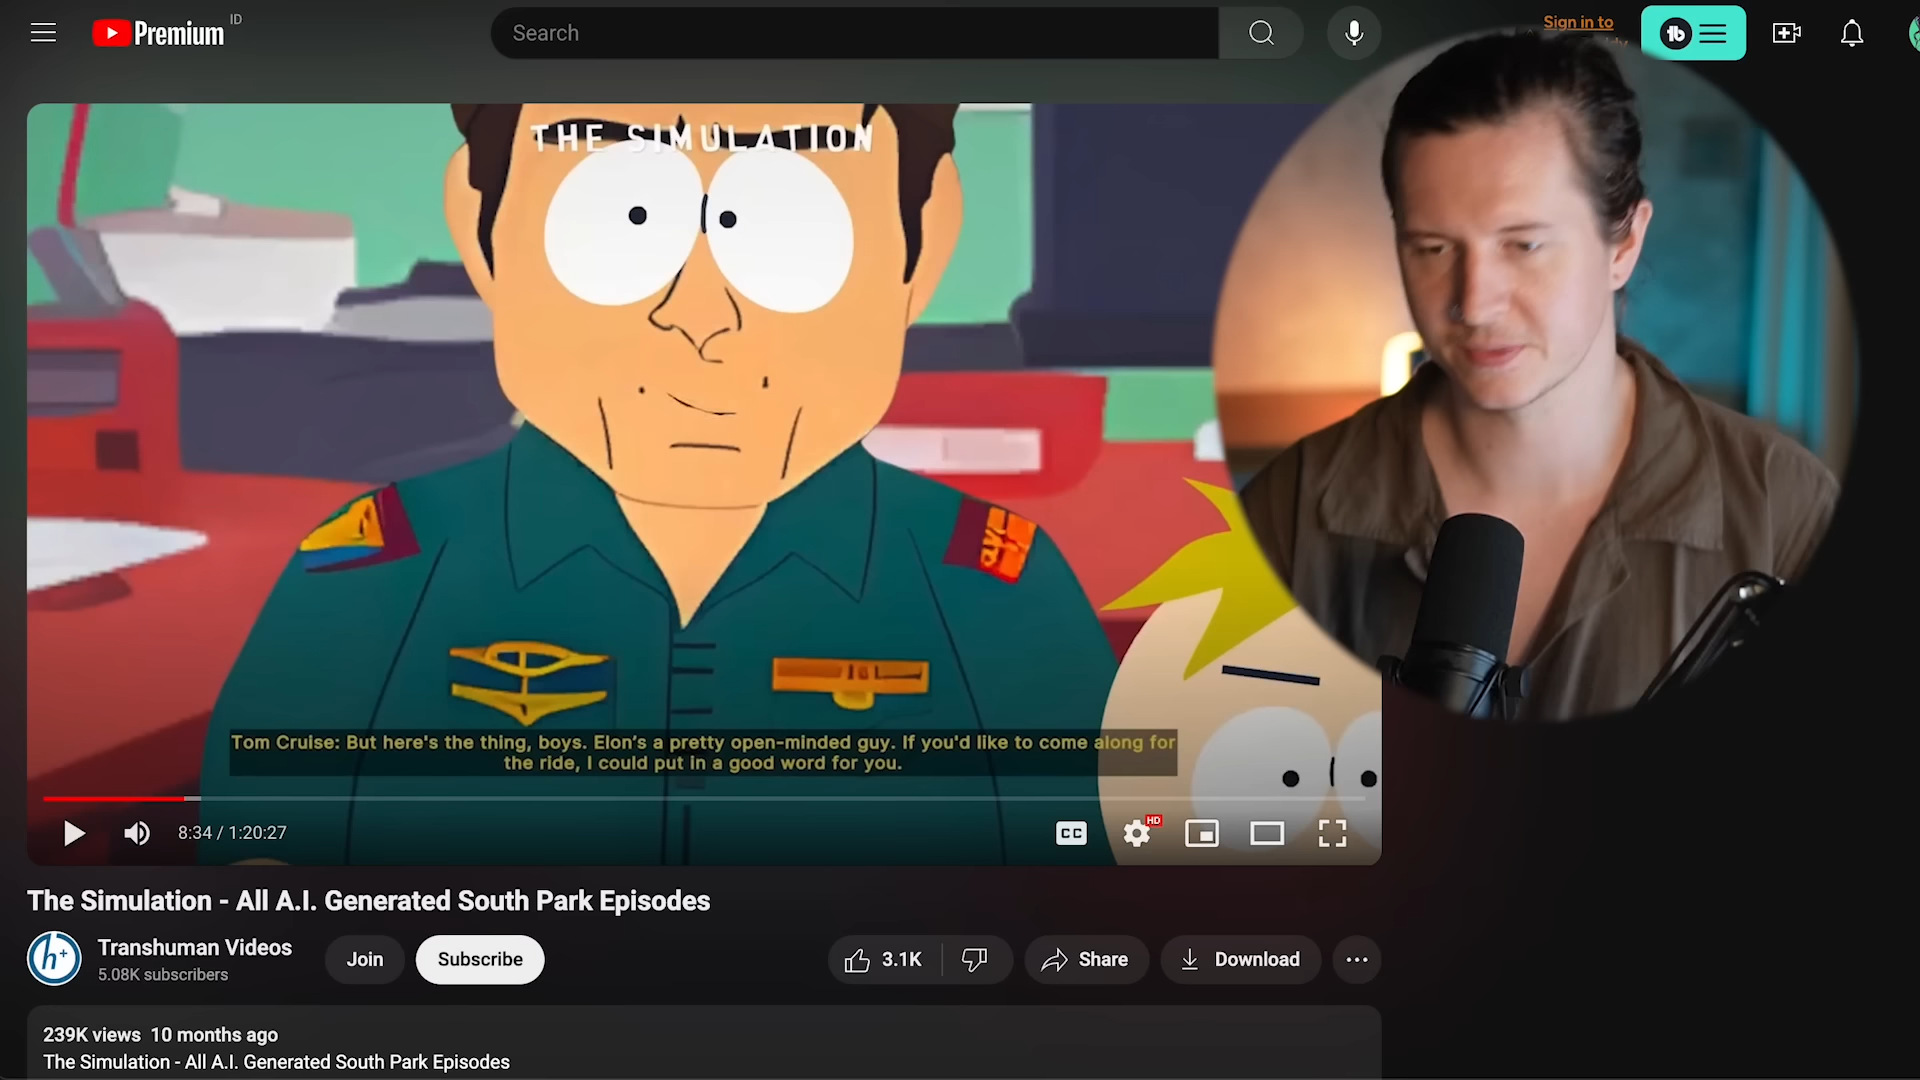 Premium
ID
Search
Sign in to
THE SIMULATION
Tom Cruise: But here's the thing, boys. Elon's a pretty open-minded guy. If you'd like to come along for
the ride, I could put in a good word for you.
8:34 / 1:20:27
CC
HD
The Simulation - All A.I. Generated South Park Episodes
h+
Transhuman Videos
5.08K subscribers
Join
Subscribe
3.1K
Share
Download
239K views 10 months ago
The Simulation - All A.I. Generated South Park Episodes